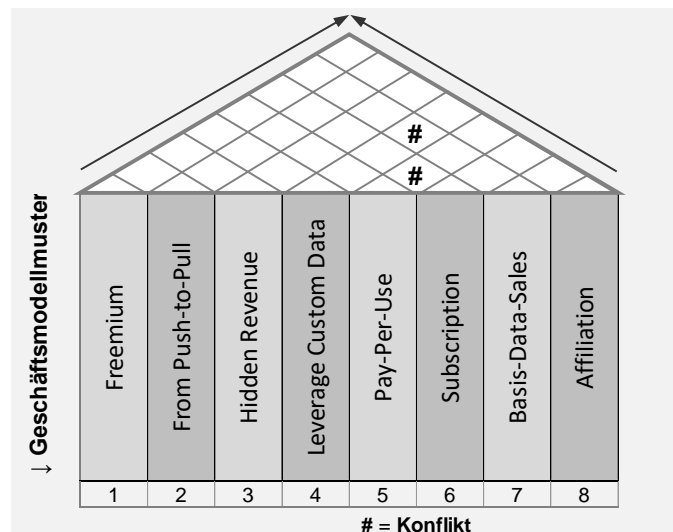 #
#
↓ Geschäftsmodellmuster
Freemium
From Push-to-Pull
Hidden Revenue
Leverage Custom Data
Pay-Per-Use
Subscription
Basis-Data-Sales
Affiliation
1 2 3 4 5 6 7 8
# = Konflikt